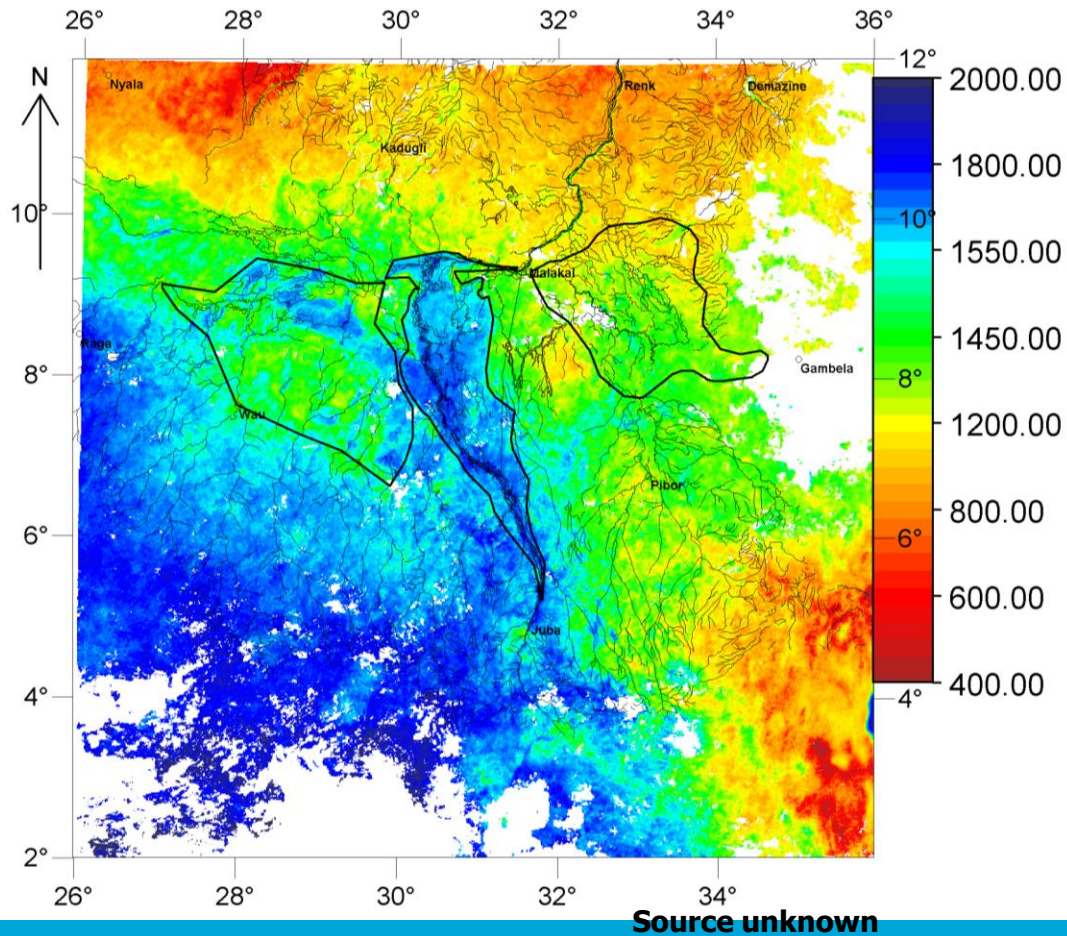 26° 28° 30° 32° 34° 36°
12°
N
Nyala
Renk
Demazine
2000.00
Kadugli
1800.00
10°
10°
1550.00
Malakal
1450.00
Raga
8°
Gambela
8°
Wau
1200.00
Pibor
800.00
6°
6°
600.00
Juba
4°
4°
400.00
2°
26° 28° 30° 32° 34°
Source unknown